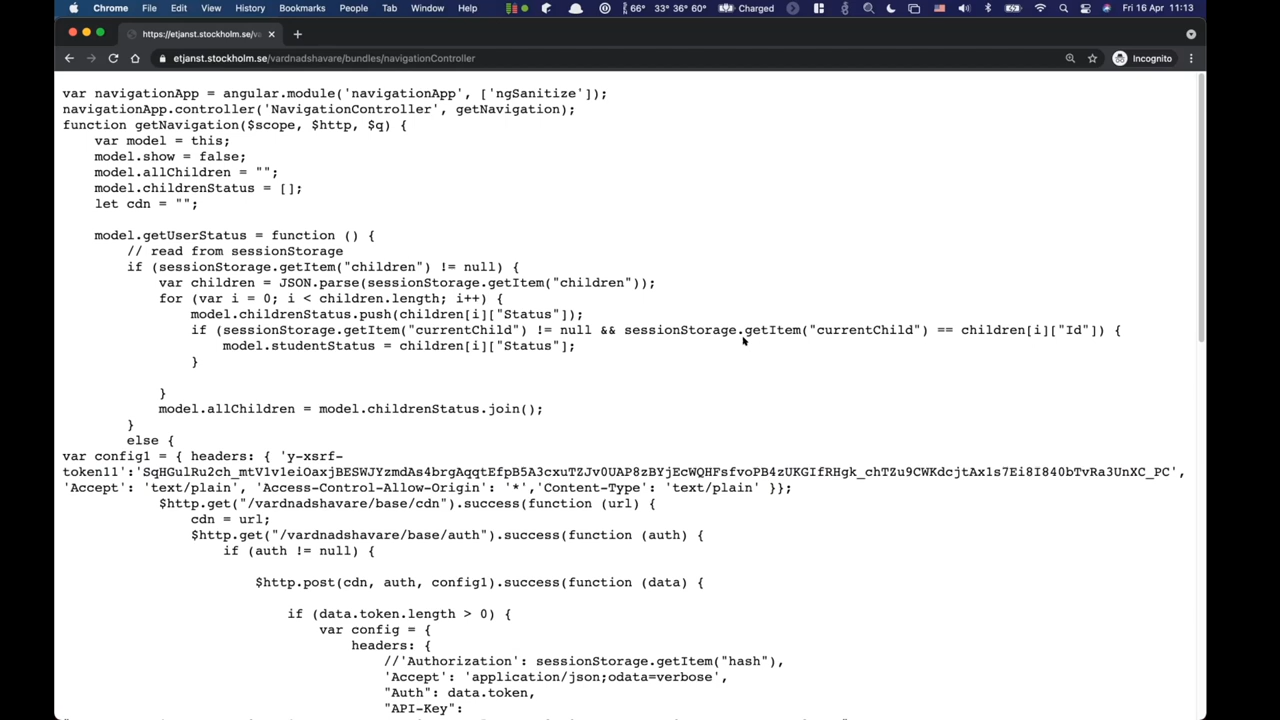 Chrome File Edit View History Bookmarks People Tab Window Help 66° 33° 36° 60° Charged Fri 16 Apr 11:13
https://etjanst.stockholm.se/va
etjanst.stockholm.se/vardnadshavare/bundles/navigationController Incognito
var navigationApp = angular.module('navigationApp', ['ngSanitize']);
navigationApp.controller('NavigationController', getNavigation);
function getNavigation($scope, $http, $q) {
var model = this;
model.show = false;
model.allChildren = "";
model.childrenStatus = [];
let cdn = "";
model.getUserStatus = function () {
// read from sessionStorage
if (sessionStorage.getItem("children") != null) {
var children = JSON.parse(sessionStorage.getItem("children"));
for (var i = 0; i < children.length; i++) {
model.childrenStatus.push(children[i]["Status"]);
if (sessionStorage.getItem("currentChild") != null && sessionStorage.getItem("currentChild") == children[i]["Id"]) {
model.studentStatus = children[i]["Status"];
}
}
model.allChildren = model.childrenStatus.join();
}
else {
var config1 = { headers: { 'y-xsrf-
token11':'SqHGulRu2ch_mtV1v1eiOaxjBESWJYzmdAs4brgAqqtEfpB5A3cxuTZJv0UAP8zBYjEcWQHFsfvoPB4zUKGIfRHgk_chTZu9CWKdcjtAx1s7Ei8I840bTvRa3UnXC_PC',
'Accept': 'text/plain', 'Access-Control-Allow-Origin': '*','Content-Type': 'text/plain' }};
$http.get("/vardnadshavare/base/cdn").success(function (url) {
cdn = url;
$http.get("/vardnadshavare/base/auth").success(function (auth) {
if (auth != null) {
$http.post(cdn, auth, config1).success(function (data) {
if (data.token.length > 0) {
var config = {
headers: {
//'Authorization': sessionStorage.getItem("hash"),
'Accept': 'application/json;odata=verbose',
"Auth": data.token,
"API-Key":